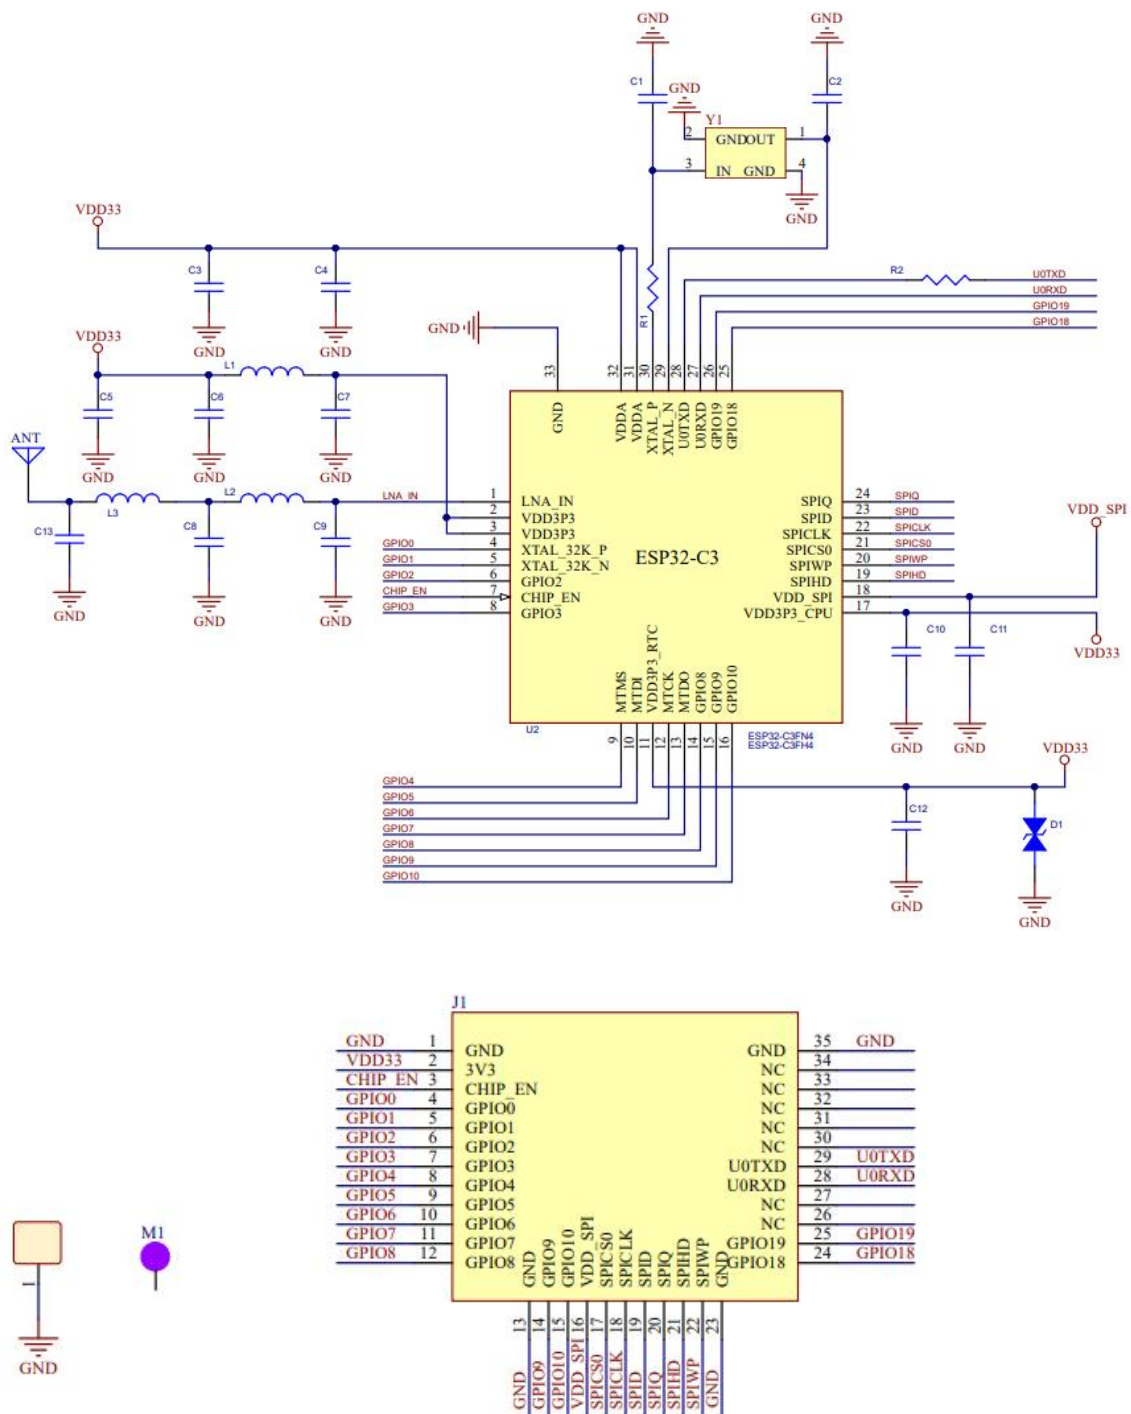 GND
GND
C1
C2
GND
Y1
2 GND OUT 1
3 IN GND 4
GND
VDD33
C3
C4
GND
GND
R2
U0TXD
U0RXD
GPIO19
GPIO18
GND
R1
VDD33
L1
C5
C6
C7
GND
GND
GND
33
32
31
30
29
28
27
26
25
GND
VDDA
VDDA
XTAL_P
XTAL_N
U0TXD
U0RXD
GPIO19
GPIO18
ANT
L3
L2
C13
C8
C9
GND
GND
GND
LNA_IN 1 LNA_IN
2 VDD3P3
3 VDD3P3
GPIO0 4 XTAL_32K_P
GPIO1 5 XTAL_32K_N
GPIO2 6 GPIO2
CHIP_EN 7 CHIP_EN
GPIO3 8 GPIO3
ESP32-C3
SPIQ 24 SPIQ
SPID 23 SPID
SPICLK 22 SPICLK
SPICS0 21 SPICS0
SPIWP 20 SPIWP
SPIHD 19 SPIHD
VDD_SPI 18
VDD3P3_CPU 17
VDD_SPI
VDD33
C10
C11
GND
GND
MTMS
MTDI
VDD3P3_RTC
MTCK
MTDO
GPIO8
GPIO9
GPIO10
U2
9
10
11
12
13
14
15
16
ESP32-C3FN4
ESP32-C3FH4
VDD33
GPIO4
GPIO5
GPIO6
GPIO7
GPIO8
GPIO9
GPIO10
C12
D1
GND
GND
J1
GND 1 GND
VDD33 2 3V3
CHIP_EN 3 CHIP_EN
GPIO0 4 GPIO0
GPIO1 5 GPIO1
GPIO2 6 GPIO2
GPIO3 7 GPIO3
GPIO4 8 GPIO4
GPIO5 9 GPIO5
GPIO6 10 GPIO6
GPIO7 11 GPIO7
GPIO8 12 GPIO8
GND 35 GND
NC 34
NC 33
NC 32
NC 31
NC 30
U0TXD 29 U0TXD
U0RXD 28 U0RXD
NC 27
NC 26
GPIO19 25 GPIO19
GPIO18 24 GPIO18
GND
GPIO9
GPIO10
VDD_SPI
SPICS0
SPICLK
SPID
SPIQ
SPIHD
SPIWP
GND
13
14
15
16
17
18
19
20
21
22
23
GND
GPIO9
GPIO10
VDD_SPI
SPICS0
SPICLK
SPID
SPIQ
SPIHD
SPIWP
GND
1
GND
M1